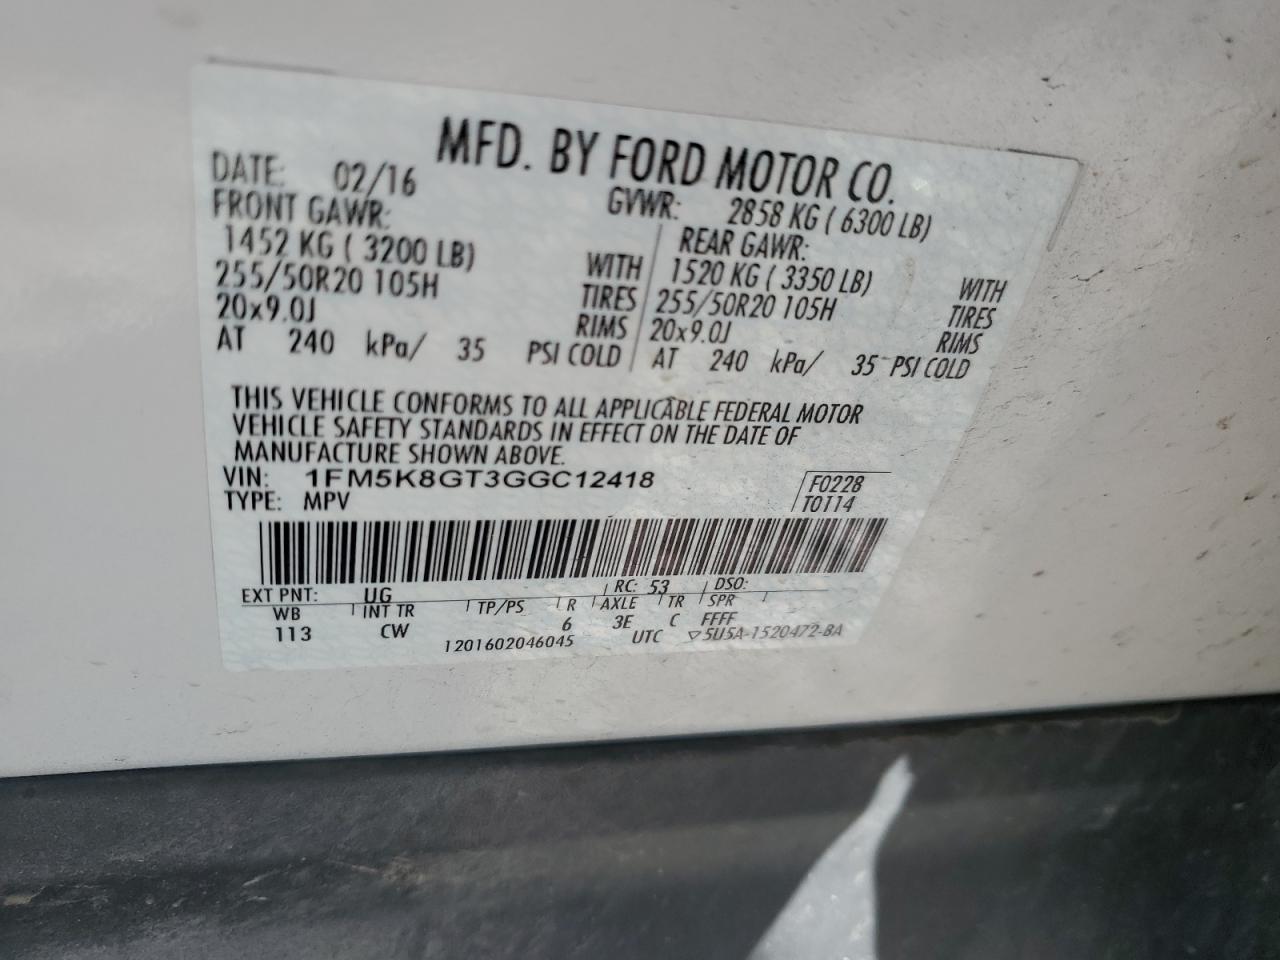 MFD. BY FORD MOTOR CO.
DATE: 02/16 GVWR: 2858 KG ( 6300 LB)
FRONT GAWR: REAR GAWR:
1452 KG ( 3200 LB) WITH 1520 KG ( 3350 LB) WITH
255/50R20 105H TIRES 255/50R20 105H TIRES
20x9.0J RIMS 20x9.0J RIMS
AT 240 kPa/ 35 PSI COLD AT 240 kPa/ 35 PSI COLD
THIS VEHICLE CONFORMS TO ALL APPLICABLE FEDERAL MOTOR
VEHICLE SAFETY STANDARDS IN EFFECT ON THE DATE OF
MANUFACTURE SHOWN ABOVE.
VIN: 1FM5K8GT3GGC12418 F0228
TYPE: MPV T0114
EXT PNT: UG RC: 53 DSO:
WB INT TR TP/PS R AXLE TR SPR
113 CW 6 3E C FFFF
1201602046045 UTC ▽5U5A-1520472-BA